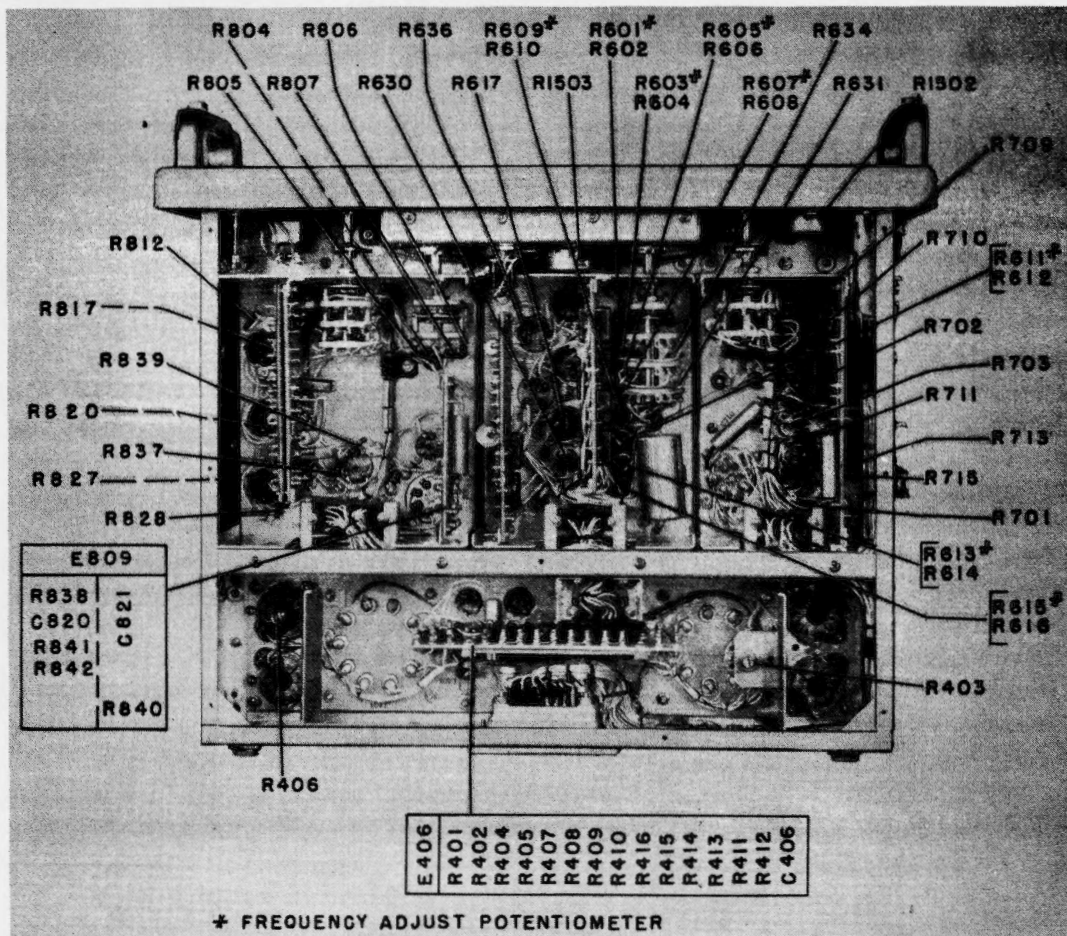 R804 R806 R636 R609* R601* R605* R634
R610 R602 R606
R805 R807 R630 R617 R1503 R603* R607* R631 R1502
R604 R608
R709
R812 R710
R611*
R612
R817
R702
R839 R703
R820 R711
R837 R713
R827 R715
R828 R701
E809 R613*
R614
R838 C821
C820 R615*
R841 R616
R842
R403
R840
R406
E406
R401
R402
R404
R405
R407
R408
R409
R410
R416
R415
R414
R413
R411
R412
C406
* FREQUENCY ADJUST POTENTIOMETER